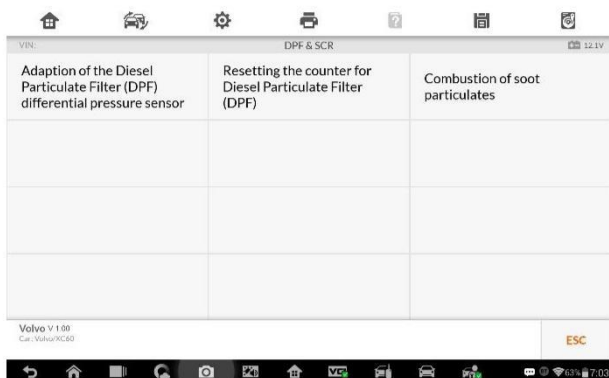 VIN:
DPF & SCR
12.1V
Adaption of the Diesel
Particulate Filter (DPF)
differential pressure sensor
Resetting the counter for
Diesel Particulate Filter
(DPF)
Combustion of soot
particulates
Volvo V 1.00
Car: Volvo/XC60
ESC
63%
7:03